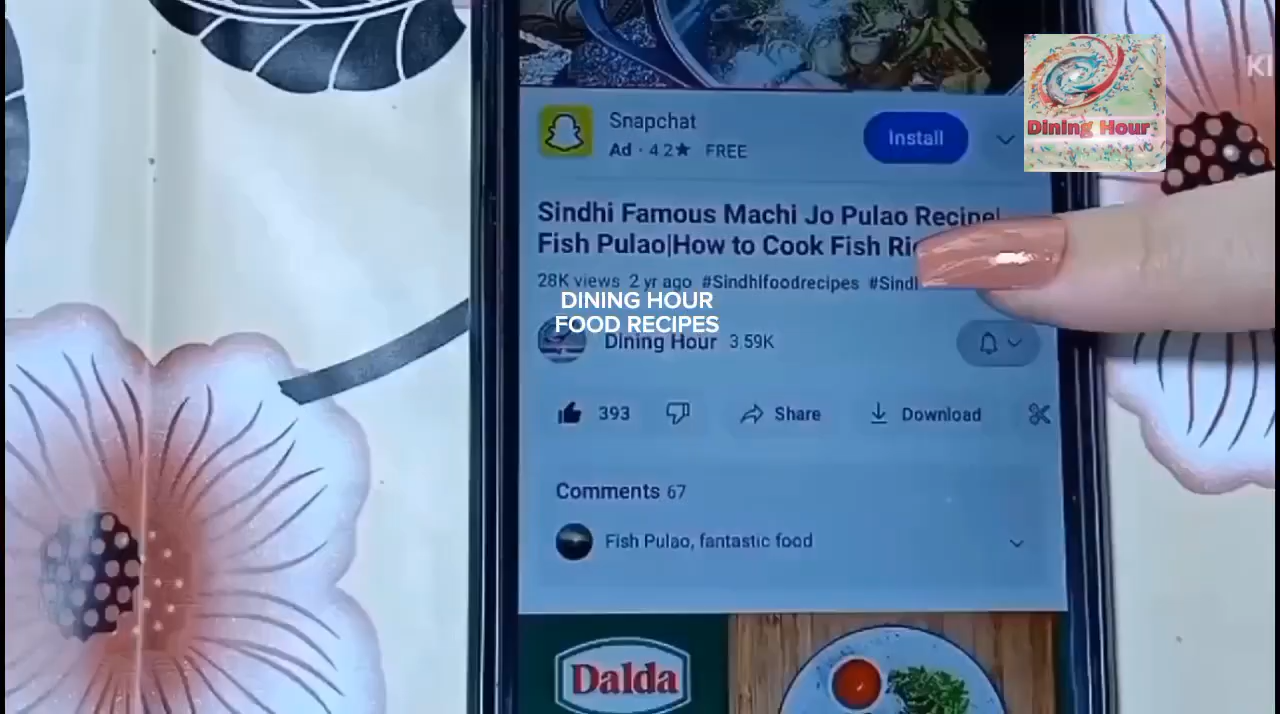 Snapchat
Ad · 4.2★ FREE
Install
Dining Hour
Sindhi Famous Machi Jo Pulao Recipe|
Fish Pulao|How to Cook Fish
28K views 2 yr ago #Sindhifoodrecipes
DINING HOUR
FOOD RECIPES
Dining Hour 3.59K
393
Share
Download
Comments 67
Fish Pulao, fantastic food
Dalda